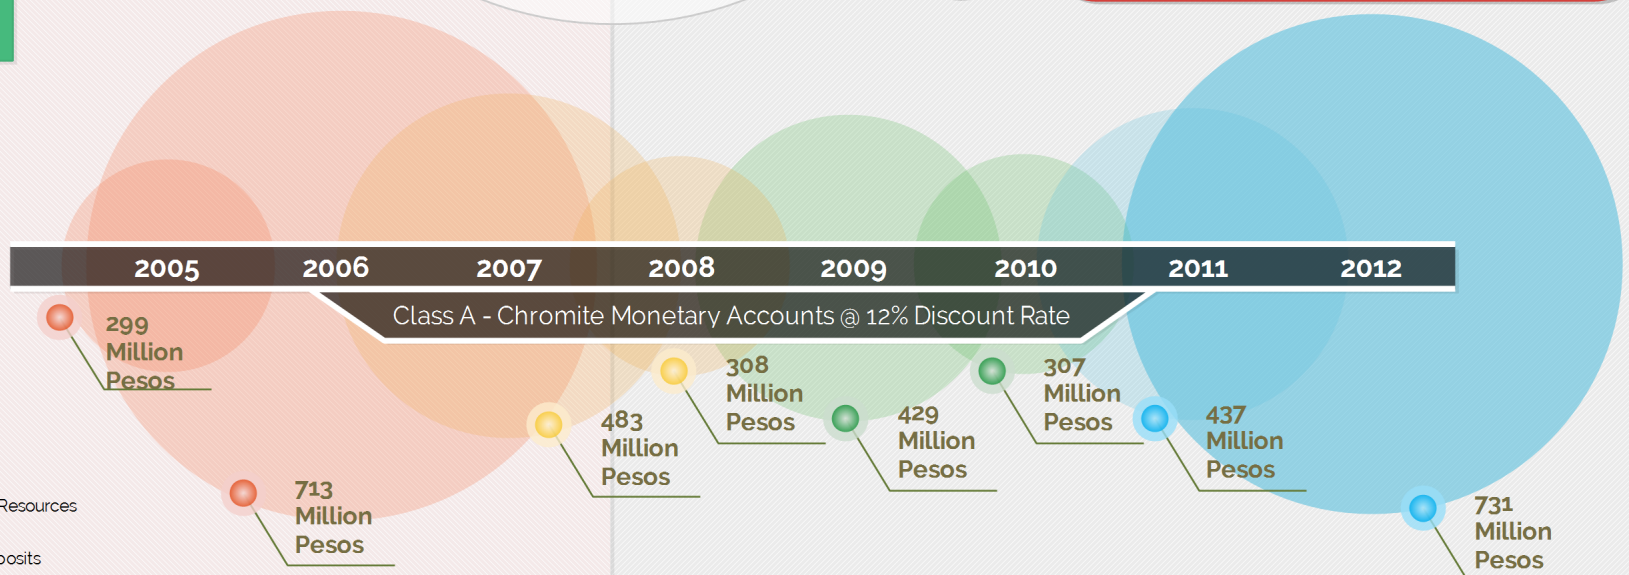 2005
2006
2007
2008
2009
2010
2011
2012
Class A - Chromite Monetary Accounts @ 12% Discount Rate
299
Million
Pesos
713
Million
Pesos
483
Million
Pesos
308
Million
Pesos
429
Million
Pesos
307
Million
Pesos
437
Million
Pesos
731
Million
Pesos
Resources
posits